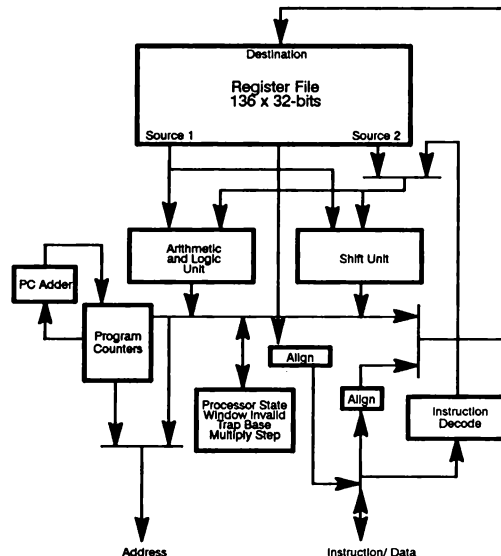 Destination
Register File
136 x 32-bits
Source 1
Source 2
Arithmetic
and Logic
Unit
Shift Unit
PC Adder
Program
Counters
Align
Processor State
Window Invalid
Trap Base
Multiply Step
Align
Instruction
Decode
Address
Instruction/ Data